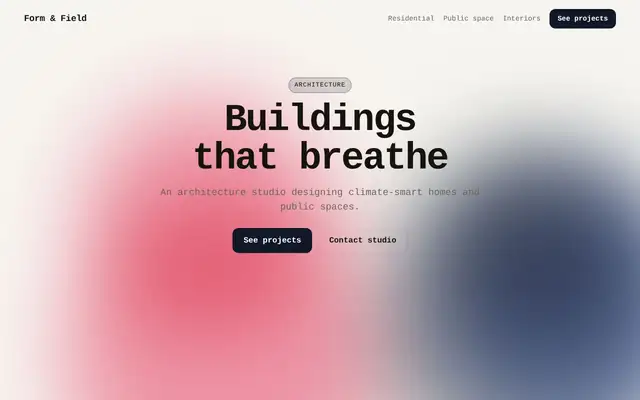 Form & Field
Residential Public space Interiors See projects
ARCHITECTURE
Buildings
that breathe
An architecture studio designing climate-smart homes and
public spaces.
See projects Contact studio